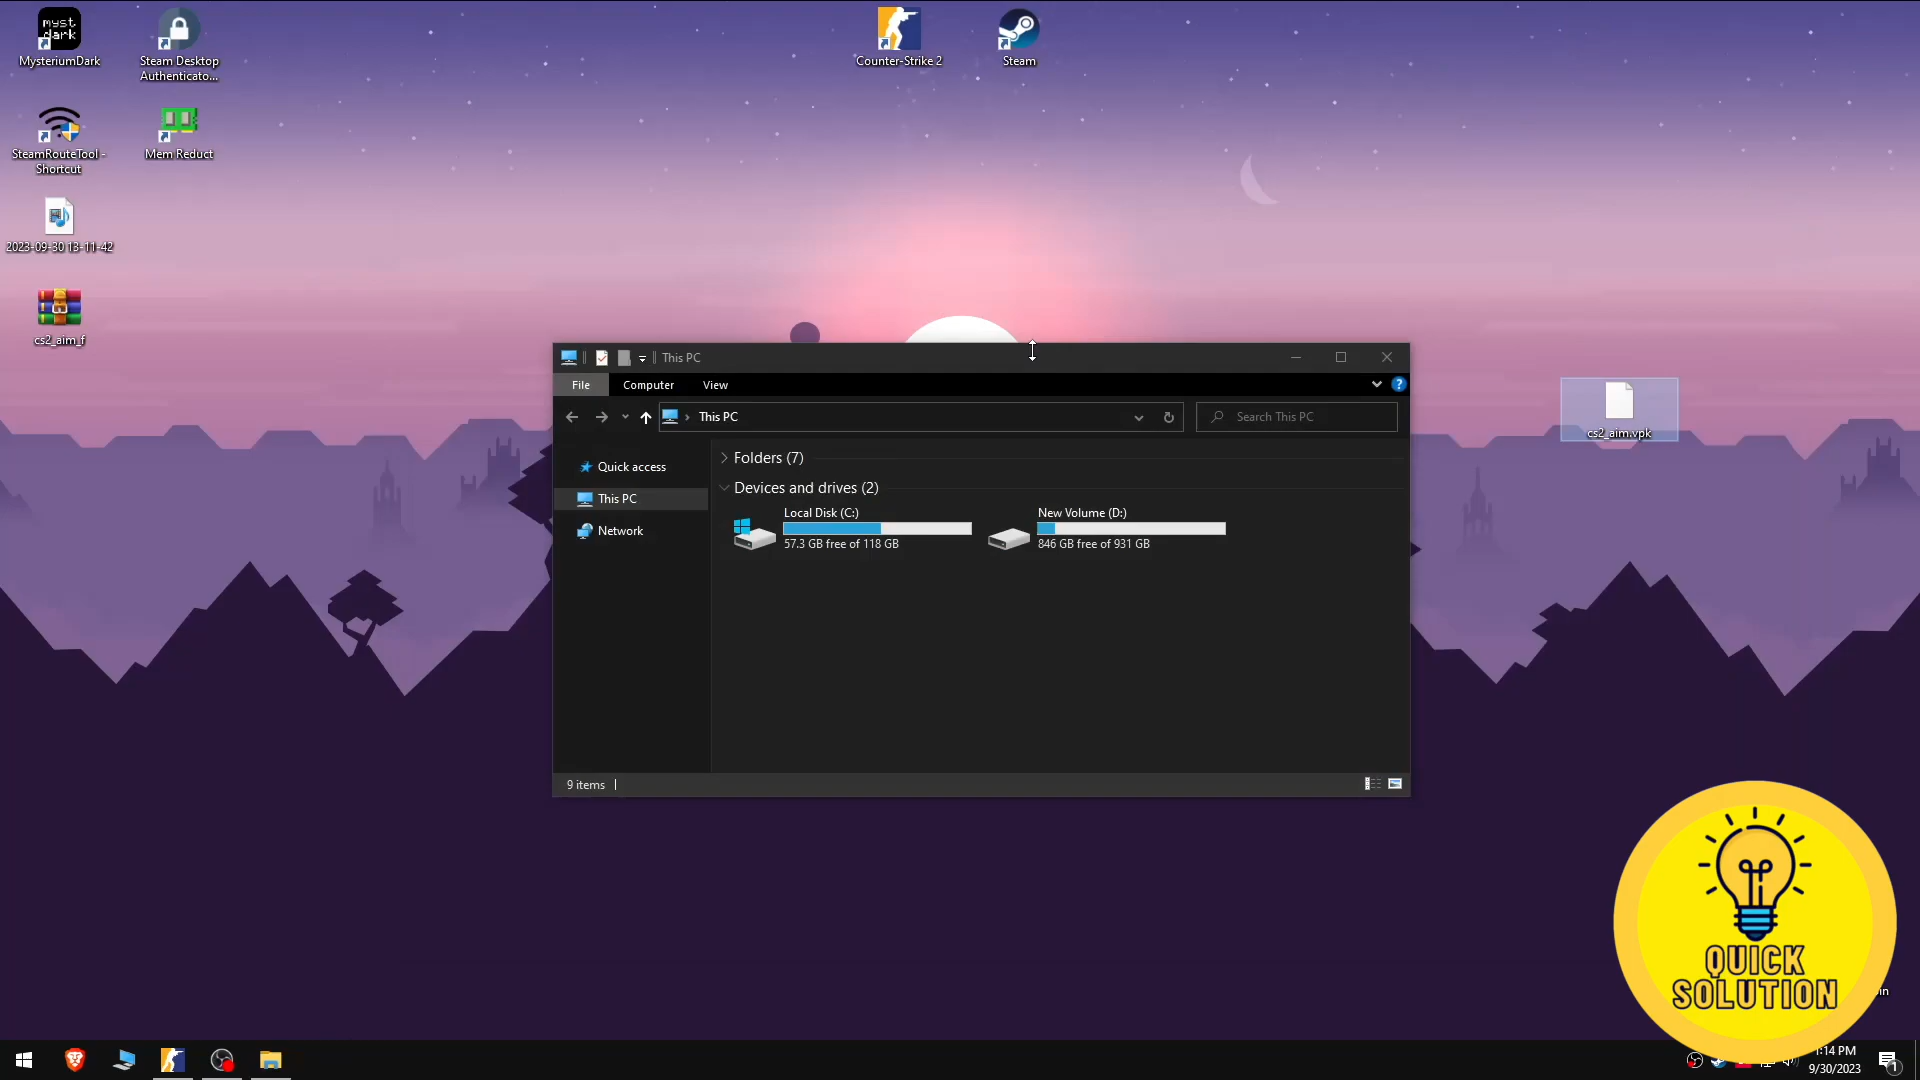 myst
dark
MysteriumDark
Steam Desktop
Authenticato...
Counter-Strike 2
Steam
SteamRouteTool -
Shortcut
Mem Reduct
2023-09-30 13-11-42
cs2_aim_f
This PC
File
Computer
View
?
This PC
Search This PC
cs2_aim.vpk
Quick access
This PC
Network
Folders (7)
Devices and drives (2)
Local Disk (C:)
57.3 GB free of 118 GB
New Volume (D:)
846 GB free of 931 GB
9 items
QUICK
SOLUTION
1:14 PM
9/30/2023
1